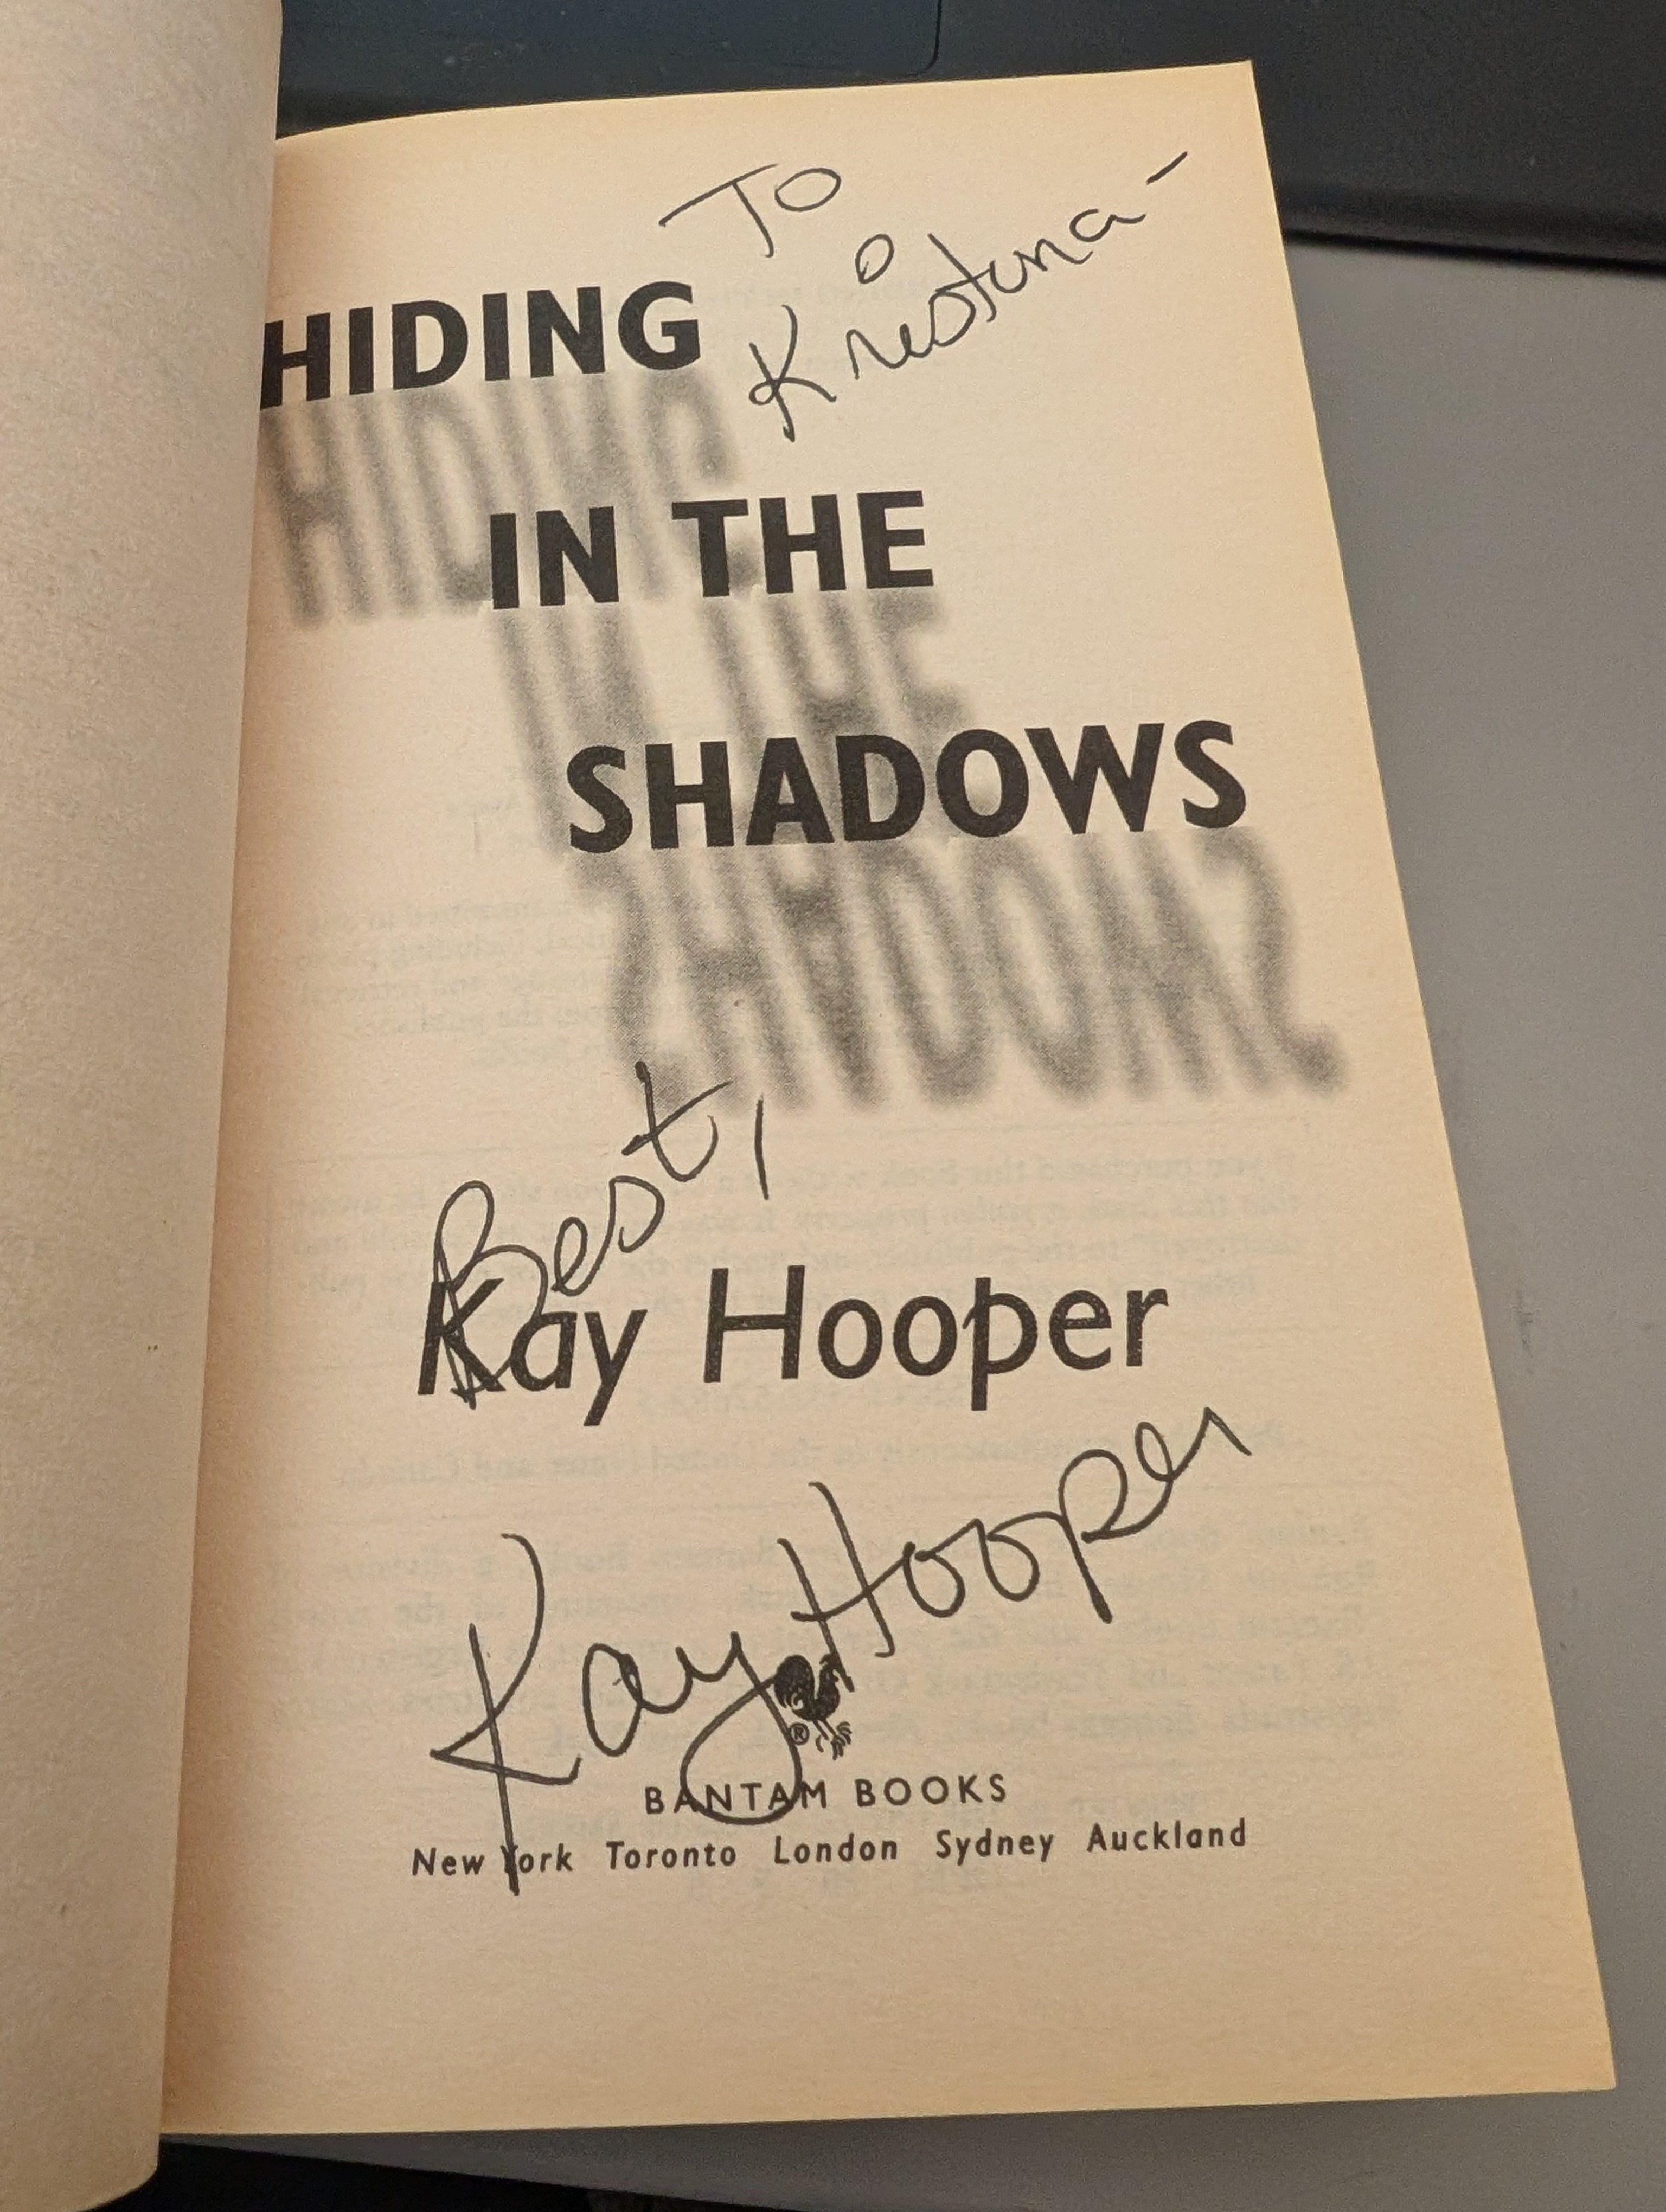 To
Kristina-
HIDING
IN THE
SHADOWS
Best,
Kay Hooper
Kay Hooper
®
BANTAM BOOKS
New York Toronto London Sydney Auckland